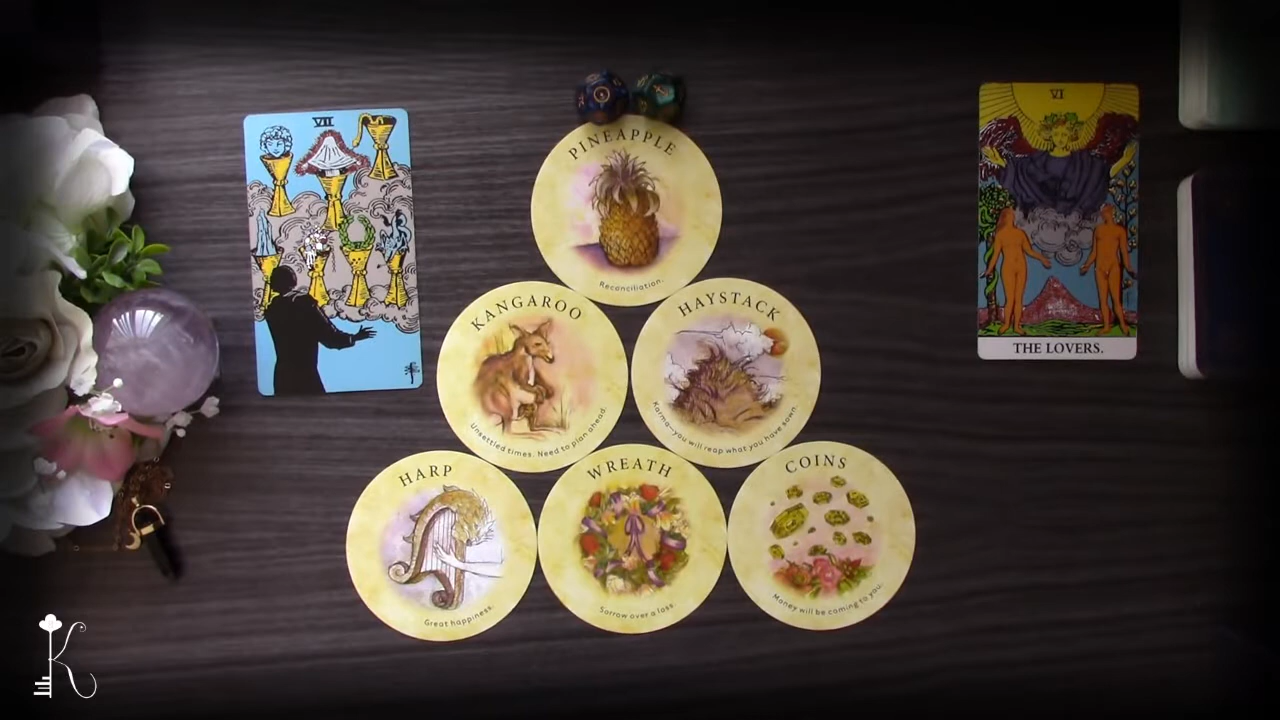 VII
PINEAPPLE
Reconciliation.
VI
THE LOVERS.
KANGAROO
Unsettled times. Need to plan ahead.
HAYSTACK
Karma—you will reap what you have sown.
HARP
Great happiness.
WREATH
Sorrow over a loss.
COINS
Money will be coming to you.
K